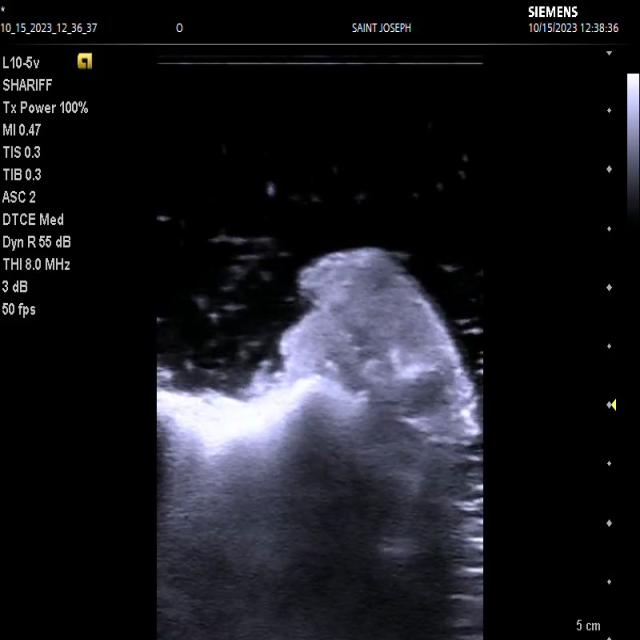 SIEMENS
10_15_2023_12_36_37 O SAINT JOSEPH 10/15/2023 12:38:36
L10-5v
SHARIFF
Tx Power 100%
MI 0.47
TIS 0.3
TIB 0.3
ASC 2
DTCE Med
Dyn R 55 dB
THI 8.0 MHz
3 dB
50 fps
5 cm